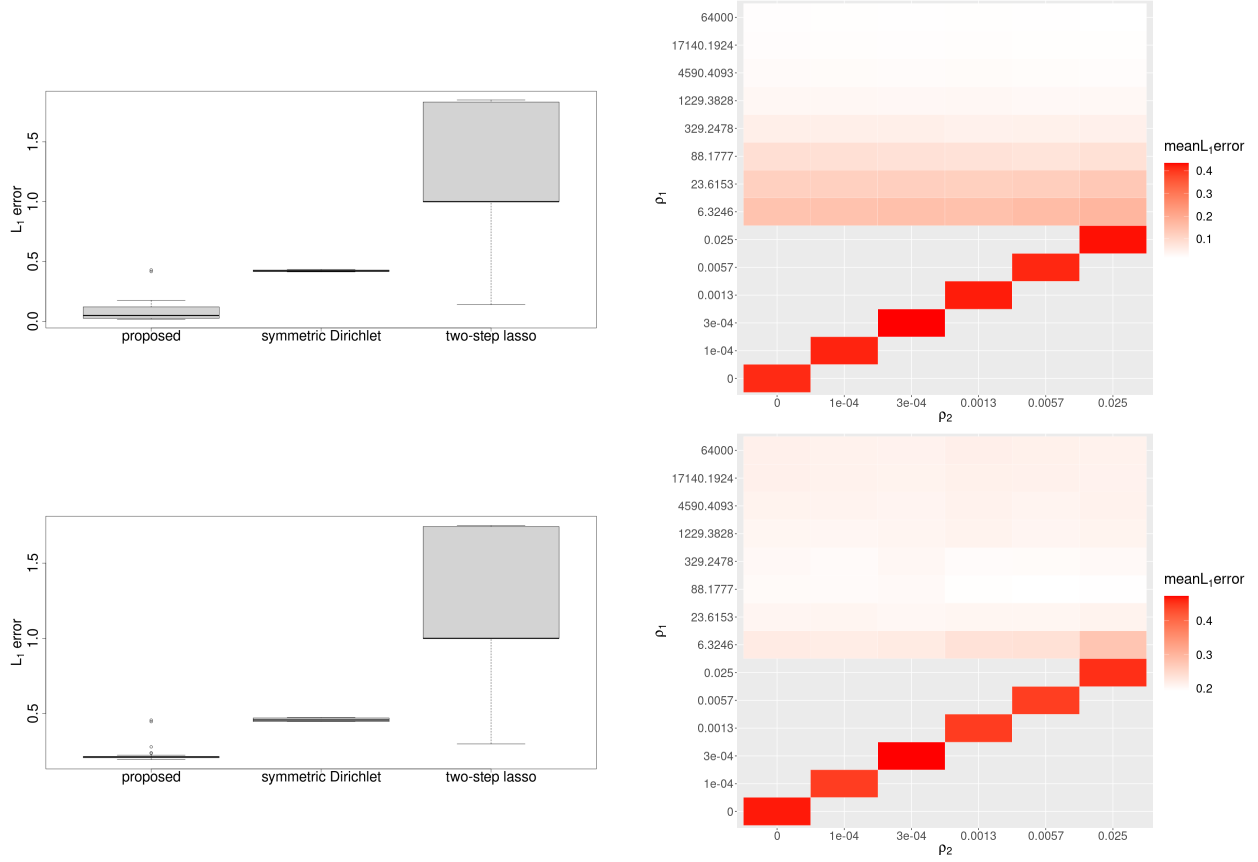 L1 error
0.0
0.5
1.0
1.5
proposed
symmetric Dirichlet
two-step lasso
ρ1
64000
17140.1924
4590.4093
1229.3828
329.2478
88.1777
23.6153
6.3246
0.025
0.0057
0.0013
3e-04
1e-04
0
0
1e-04
3e-04
0.0013
0.0057
0.025
ρ2
meanL1error
0.4
0.3
0.2
0.1
L1 error
0.5
1.0
1.5
proposed
symmetric Dirichlet
two-step lasso
ρ1
64000
17140.1924
4590.4093
1229.3828
329.2478
88.1777
23.6153
6.3246
0.025
0.0057
0.0013
3e-04
1e-04
0
0
1e-04
3e-04
0.0013
0.0057
0.025
ρ2
meanL1error
0.4
0.3
0.2